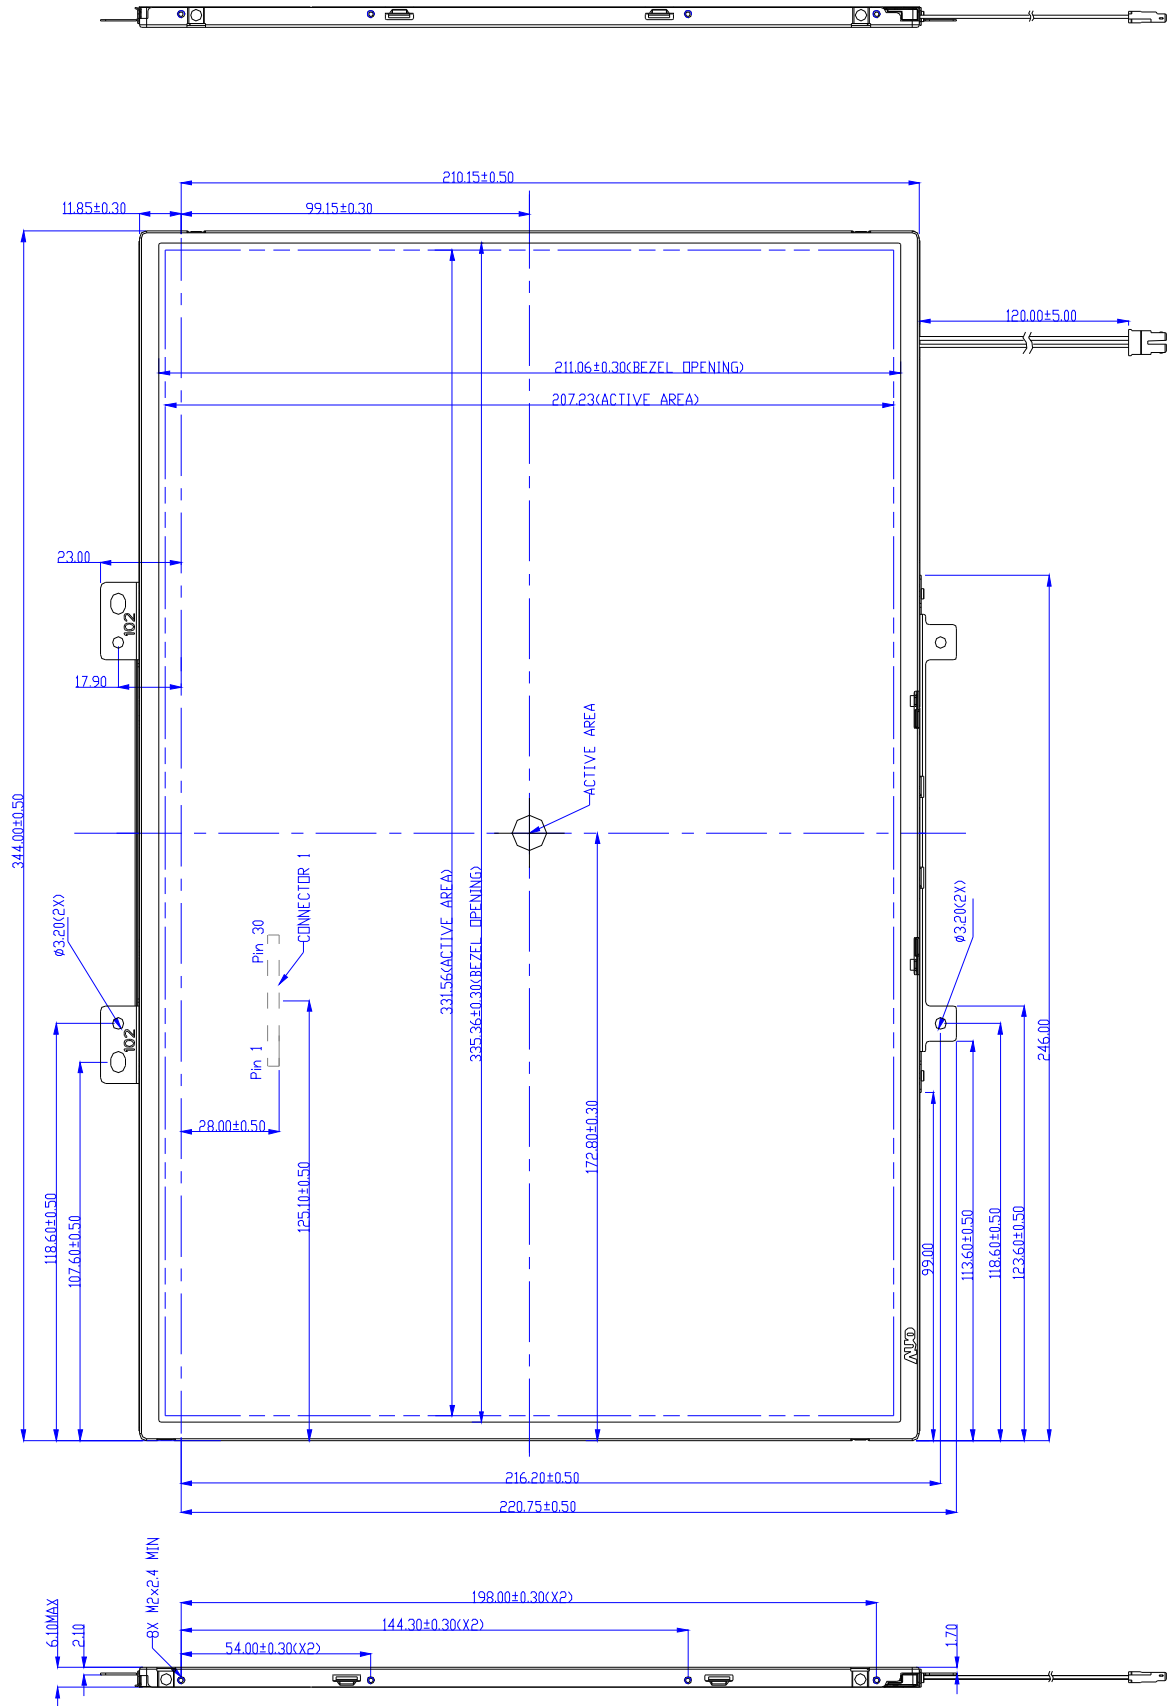 210.15±0.50
11.85±0.30
99.15±0.30
120.00±5.00
211.06±0.30(BEZEL OPENING)
207.23(ACTIVE AREA)
23.00
102
17.90
ACTIVE AREA
344.00±0.50
CONNECTOR 1
331.56(ACTIVE AREA)
335.36±0.30(BEZEL OPENING)
ø3.20(2X)
ø3.20(2X)
Pin 30
102
Pin 1
246.00
28.00±0.50
172.80±0.30
125.10±0.50
118.60±0.50
107.60±0.50
99.00
113.60±0.50
118.60±0.50
123.60±0.50
AUO
216.20±0.50
220.75±0.50
8X M2x2.4 MIN
198.00±0.30(X2)
6.10MAX
2.10
144.30±0.30(X2)
54.00±0.30(X2)
1.70